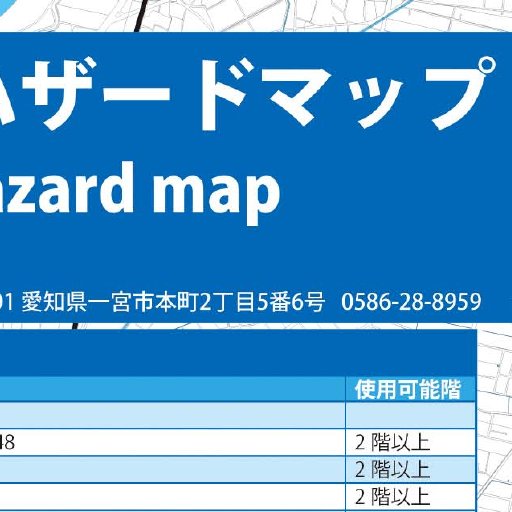 ハザードマップ
azard map
01 愛知県一宮市本町2丁目5番6号 0586-28-8959
使用可能階
48 2 階以上
2 階以上
2 階以上